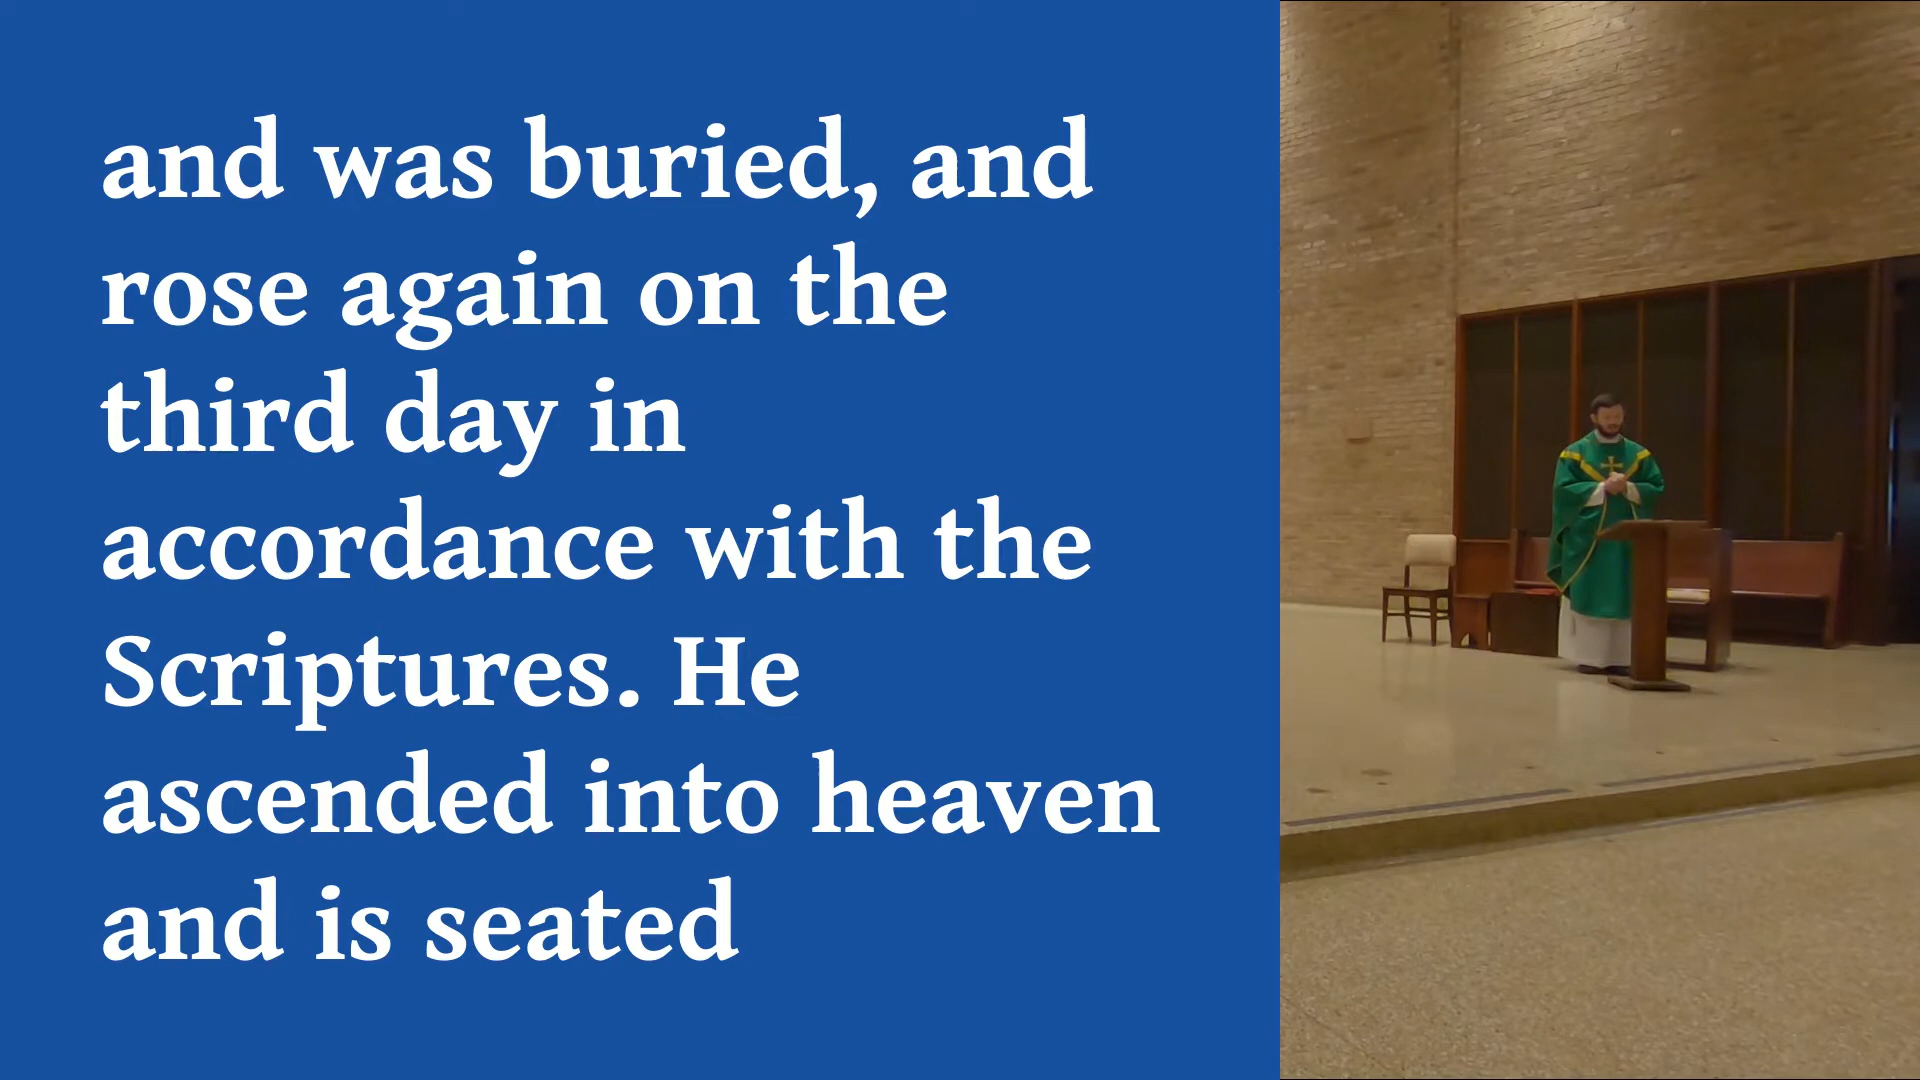 and was buried, and
rose again on the
third day in
accordance with the
Scriptures. He
ascended into heaven
and is seated